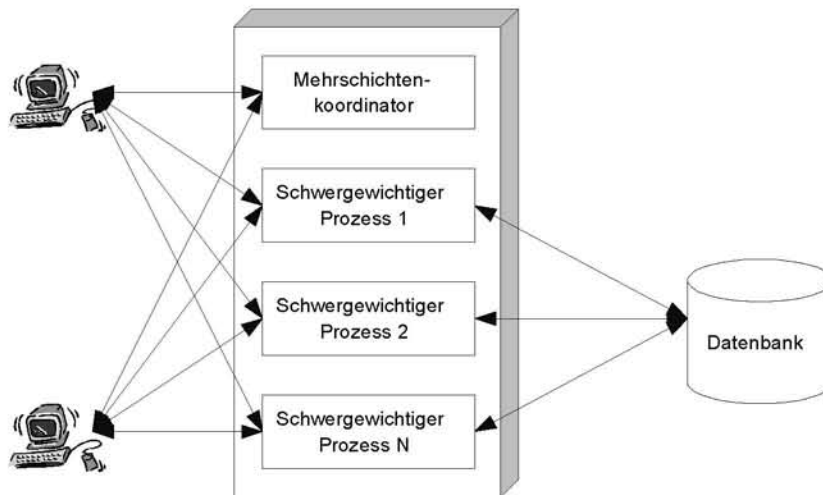 Mehrschichten-
koordinator
Schwergewichtiger
Prozess 1
Schwergewichtiger
Prozess 2
Schwergewichtiger
Prozess N
Datenbank